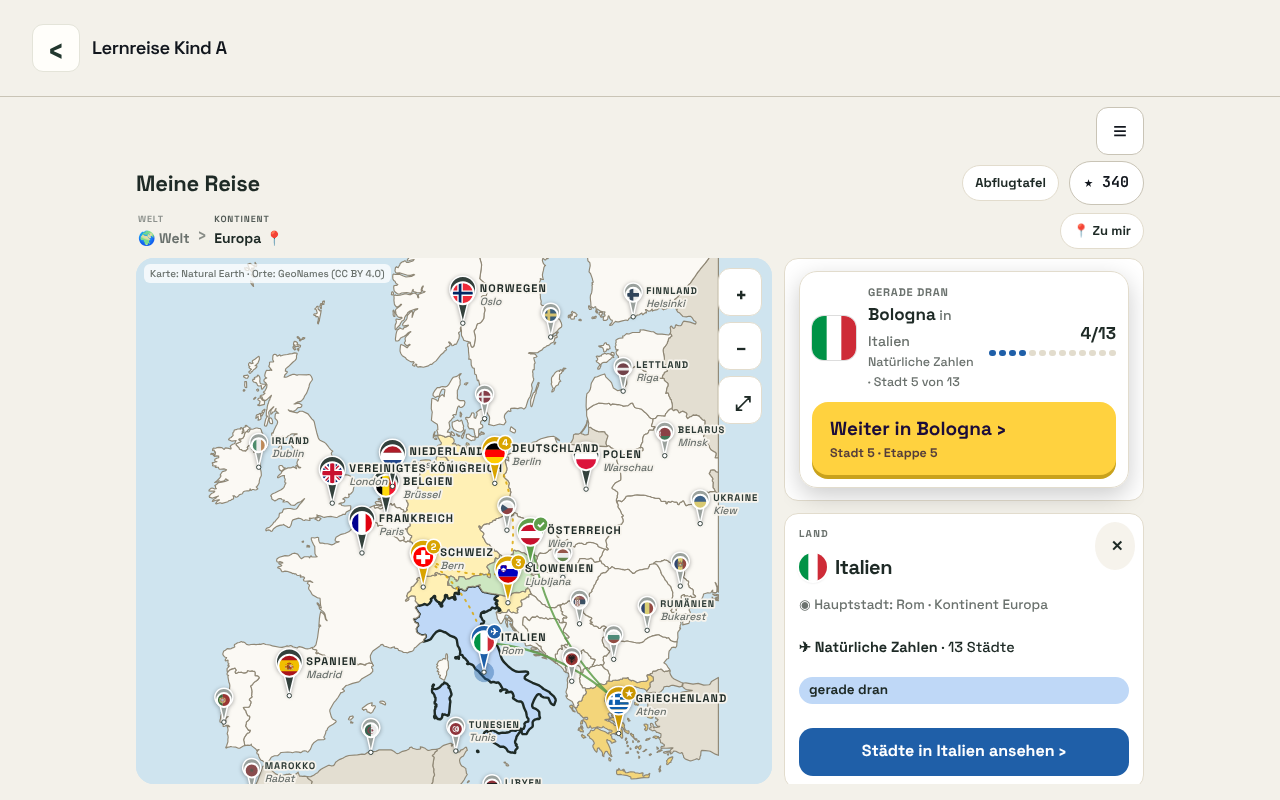 <
Lernreise Kind A
☰
Meine Reise
Abflugtafel
★ 340
WELT
KONTINENT
🌍 Welt > Europa 📍
📍 Zu mir
Karte: Natural Earth · Orte: GeoNames (CC BY 4.0)
+
−
NORWEGEN
Oslo
FINNLAND
Helsinki
LETTLAND
Riga
BELARUS
Minsk
IRLAND
Dublin
NIEDERLAND
4
DEUTSCHLAND
Berlin
POLEN
Warschau
VEREINIGTES KÖNIGREICH
London
BELGIEN
Brüssel
UKRAINE
Kiew
FRANKREICH
Paris
ÖSTERREICH
Wien
2
SCHWEIZ
Bern
3
SLOWENIEN
Ljubljana
RUMÄNIEN
Bukarest
ITALIEN
Rom
SPANIEN
Madrid
GRIECHENLAND
Athen
TUNESIEN
Tunis
MAROKKO
Rabat
LIBYEN
GERADE DRAN
Bologna in
Italien
Natürliche Zahlen
· Stadt 5 von 13
4/13
Weiter in Bologna >
Stadt 5 · Etappe 5
LAND
✕
Italien
◉ Hauptstadt: Rom · Kontinent Europa
✈ Natürliche Zahlen · 13 Städte
gerade dran
Städte in Italien ansehen >